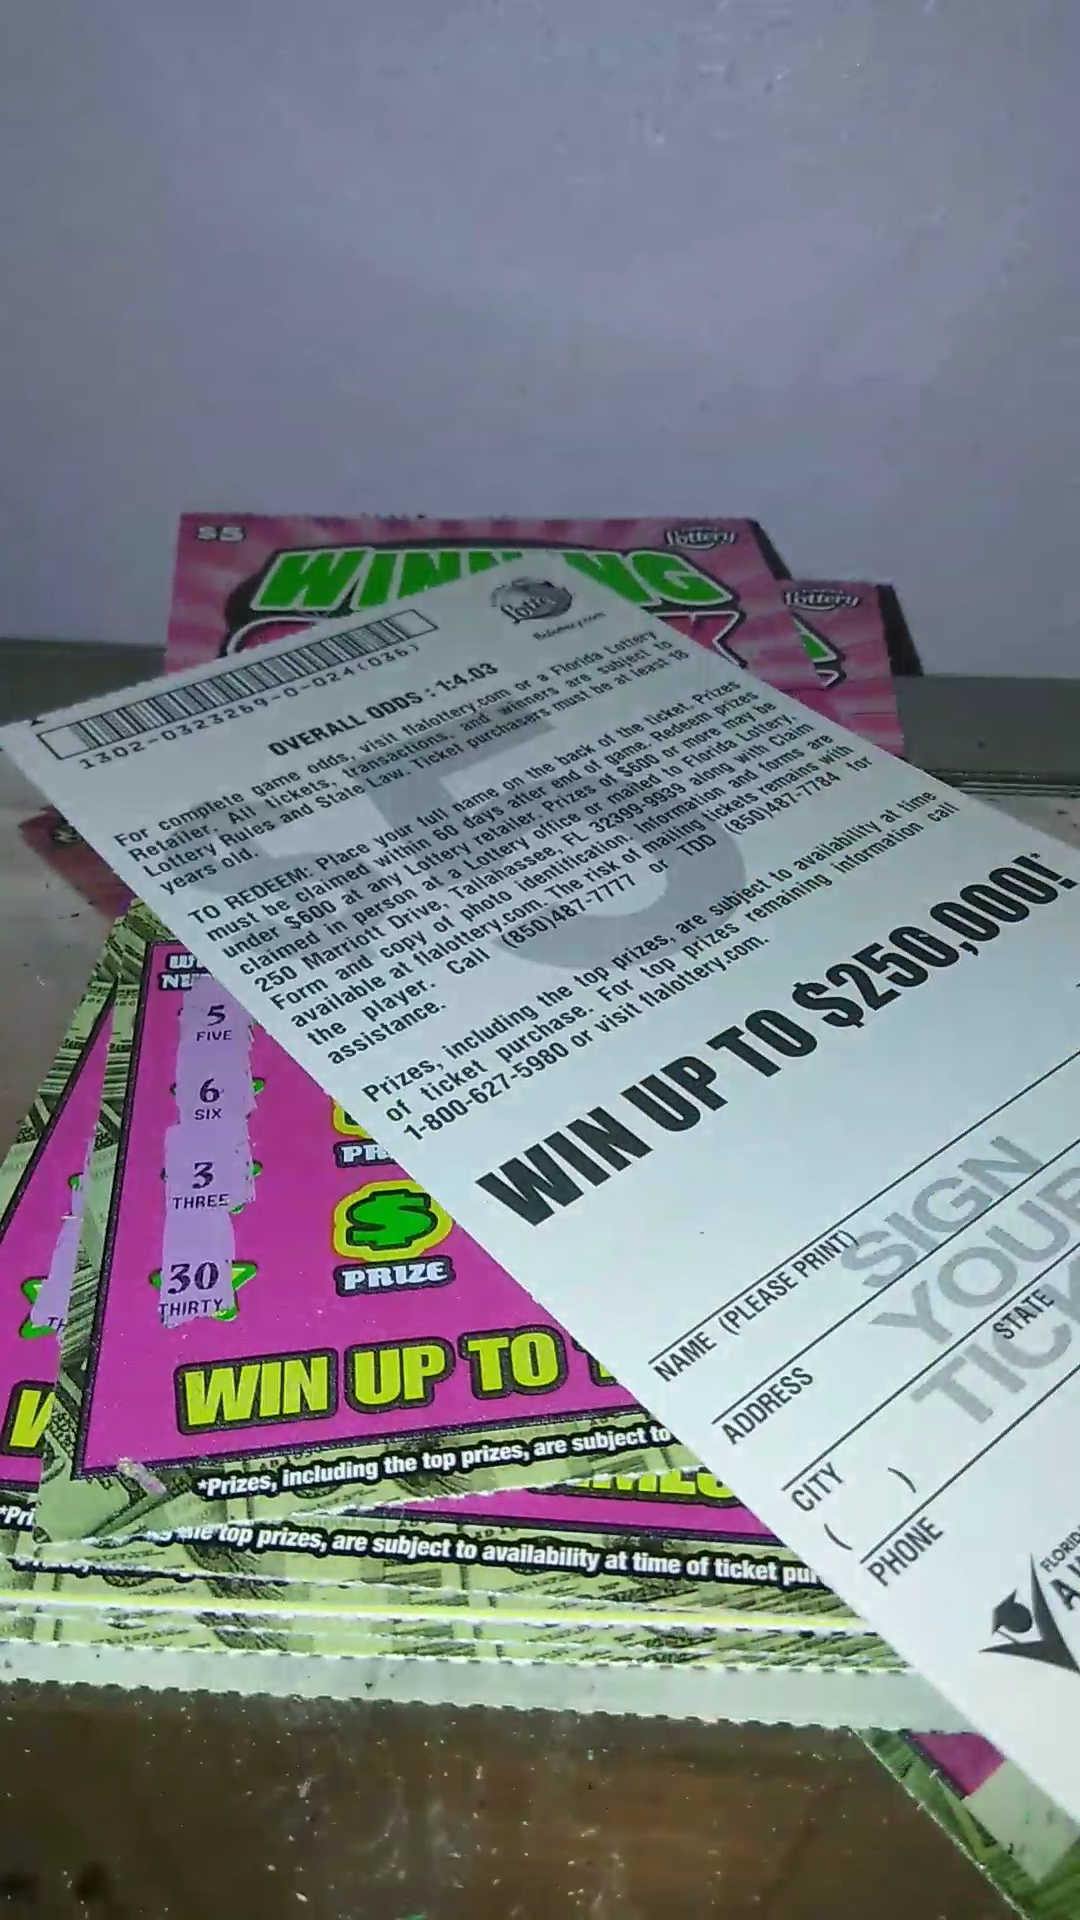 $5
Lottery
WINNING
Lottery
flalottery.com
1302-0323269-0-024(036)
OVERALL ODDS : 1:4.03
For complete game odds, visit flalottery.com or a Florida Lottery
Retailer. All tickets, transactions, and winners are subject to
Lottery Rules and State Law. Ticket purchasers must be at least 18
years old.
TO REDEEM: Place your full name on the back of the ticket. Prizes
must be claimed within 60 days after end of game. Redeem prizes
under $600 at any Lottery retailer. Prizes of $600 or more may be
claimed in person at a Lottery office or mailed to Florida Lottery,
250 Marriott Drive, Tallahassee, FL 32399-9939 along with Claim
Form and copy of photo identification. Information and forms are
available at flalottery.com. The risk of mailing tickets remains with
the player. Call (850)487-7777 or TDD (850)487-7784 for
assistance.
Prizes, including the top prizes, are subject to availability at time
of ticket purchase. For top prizes remaining information call
1-800-627-5980 or visit flalottery.com.
$5
WIN UP TO $250,000!*
SIGN
YOUR
NAME (PLEASE PRINT)
ADDRESS
CITY
STATE
( )
PHONE
5
FIVE
6
SIX
3
THREE
30
THIRTY
$
PRIZE
WIN UP TO
*Prizes, including the top prizes, are subject to
the top prizes, are subject to availability at time of ticket